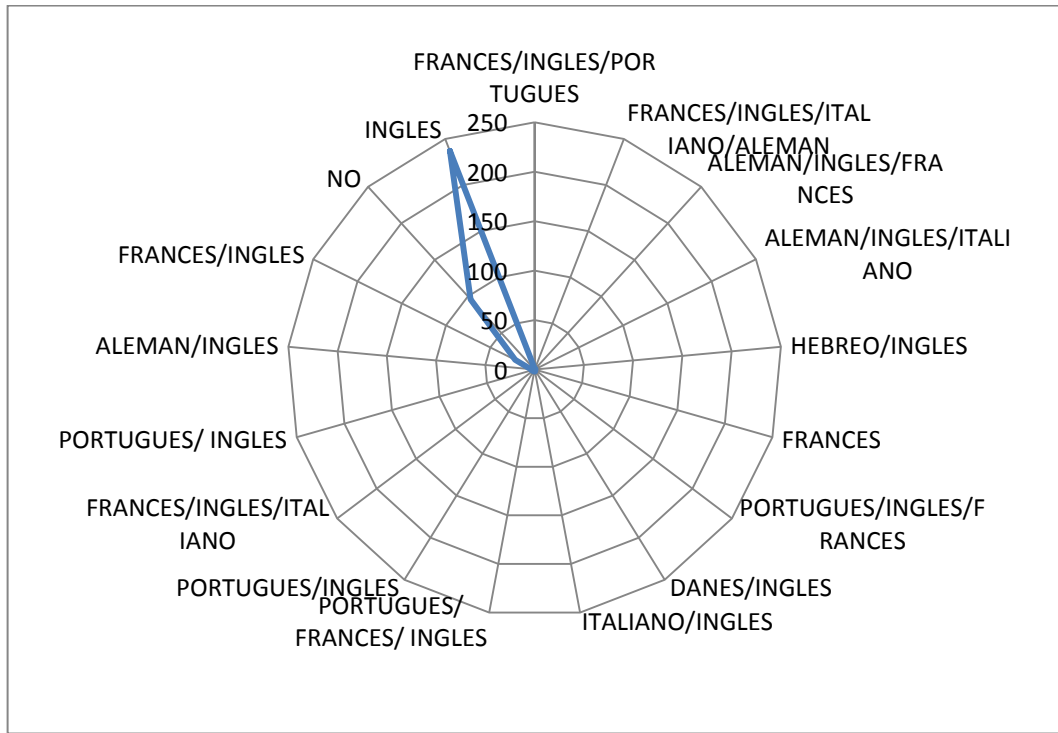 FRANCES/INGLES/POR
TUGUES
FRANCES/INGLES/ITAL
IANO/ALEMAN
ALEMAN/INGLES/FRA
NCES
ALEMAN/INGLES/ITALI
ANO
HEBREO/INGLES
FRANCES
PORTUGUES/INGLES/F
RANCES
DANES/INGLES
ITALIANO/INGLES
PORTUGUES/
FRANCES/ INGLES
PORTUGUES/INGLES
FRANCES/INGLES/ITAL
IANO
PORTUGUES/ INGLES
ALEMAN/INGLES
FRANCES/INGLES
NO
INGLES
250
200
150
100
50
0